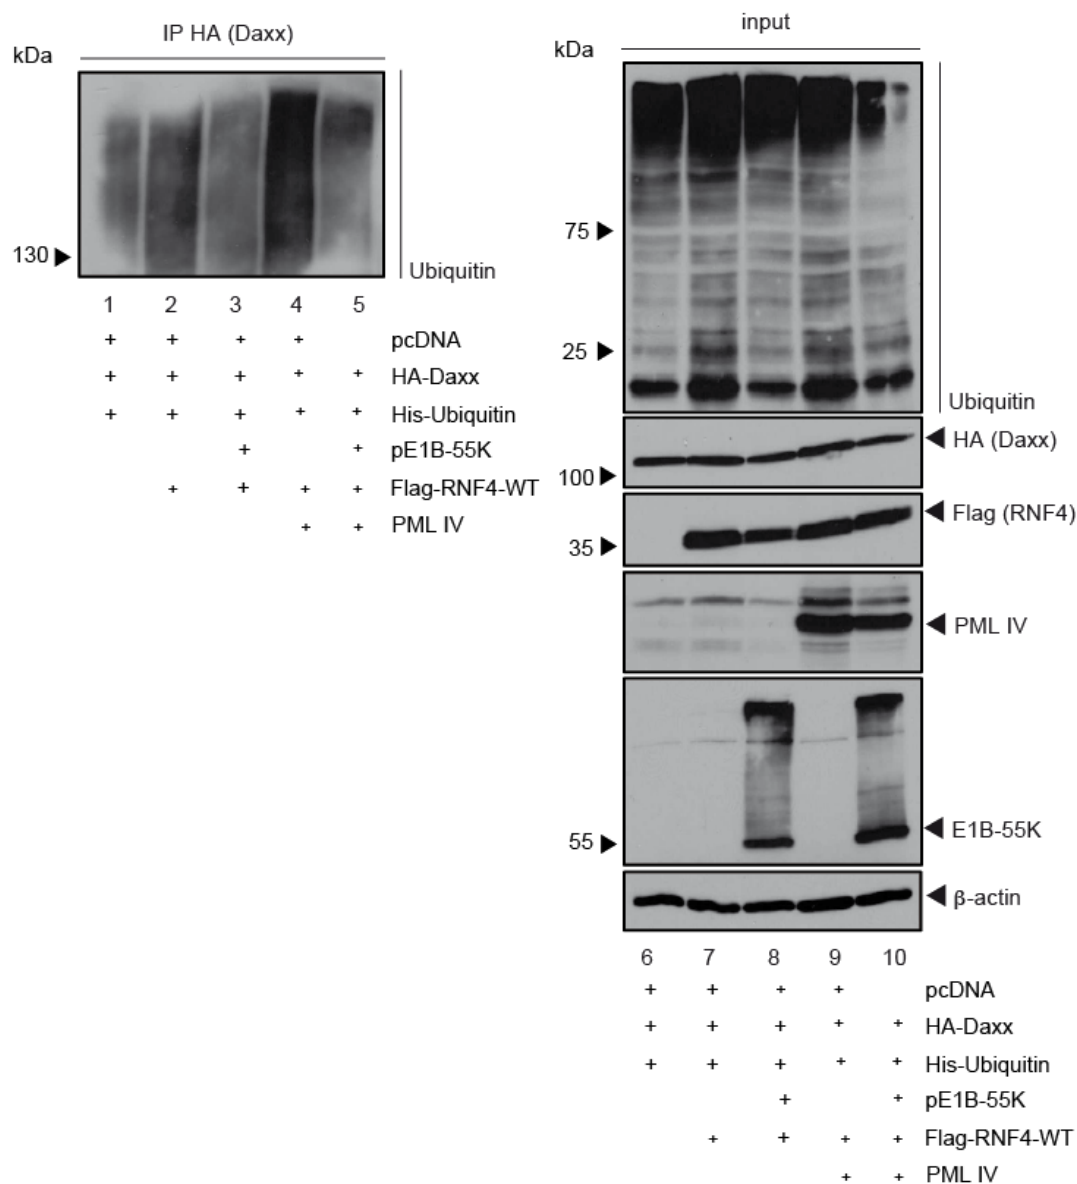 IP HA (Daxx)
kDa
130
Ubiquitin
1 2 3 4 5
+ + + + pcDNA
+ + + + + HA-Daxx
+ + + + + His-Ubiquitin
+ + pE1B-55K
+ + + + Flag-RNF4-WT
+ + PML IV
input
kDa
75
25
Ubiquitin
HA (Daxx)
100
Flag (RNF4)
35
PML IV
E1B-55K
55
β-actin
6 7 8 9 10
+ + + + pcDNA
+ + + + + HA-Daxx
+ + + + + His-Ubiquitin
+ + pE1B-55K
+ + + + Flag-RNF4-WT
+ + PML IV